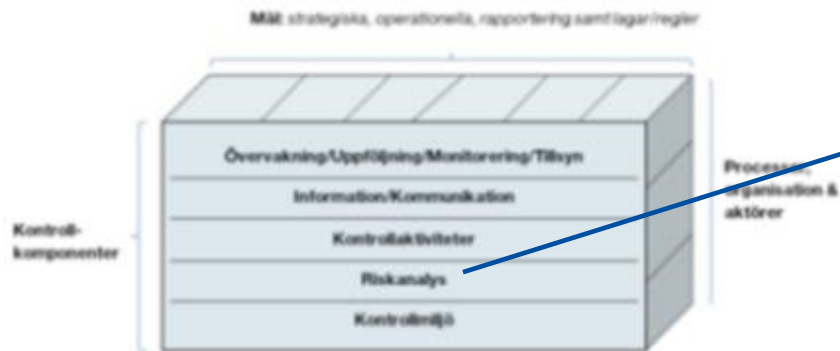 Mål: strategiska, operationella, rapportering samt lagar/regler
Övervakning/Uppföljning/Monitorering/Tillsyn
Information/Kommunikation
Kontrollaktiviteter
Riskanalys
Kontrollmiljö
Kontroll-
komponenter
Processer,
organisation &
aktörer